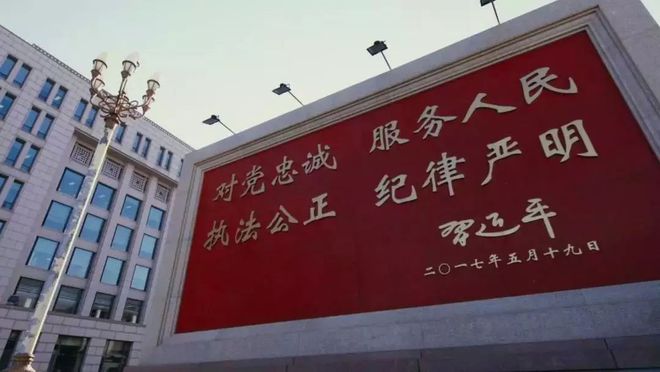 对党忠诚 服务人民
执法公正 纪律严明
习近平
二〇一七年五月十九日